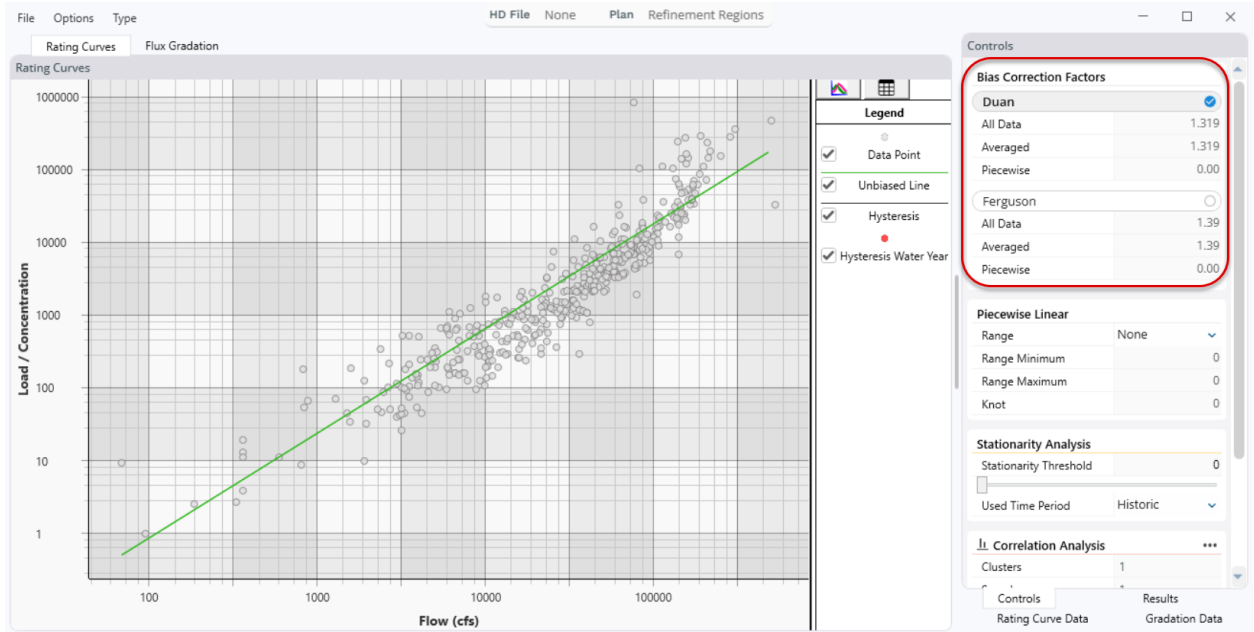 File Options Type
HD File None Plan Refinement Regions
Rating Curves Flux Gradation
Rating Curves
1000000
100000
10000
1000
100
10
1
Load / Concentration
100 1000 10000 100000
Flow (cfs)
Legend
Data Point
Unbiased Line
Hysteresis
Hysteresis Water Year
Controls
Bias Correction Factors
Duan
All Data 1.319
Averaged 1.319
Piecewise 0.00
Ferguson
All Data 1.39
Averaged 1.39
Piecewise 0.00
Piecewise Linear
Range None
Range Minimum 0
Range Maximum 0
Knot 0
Stationarity Analysis
Stationarity Threshold 0
Used Time Period Historic
Correlation Analysis
Clusters 1
Controls Results
Rating Curve Data Gradation Data